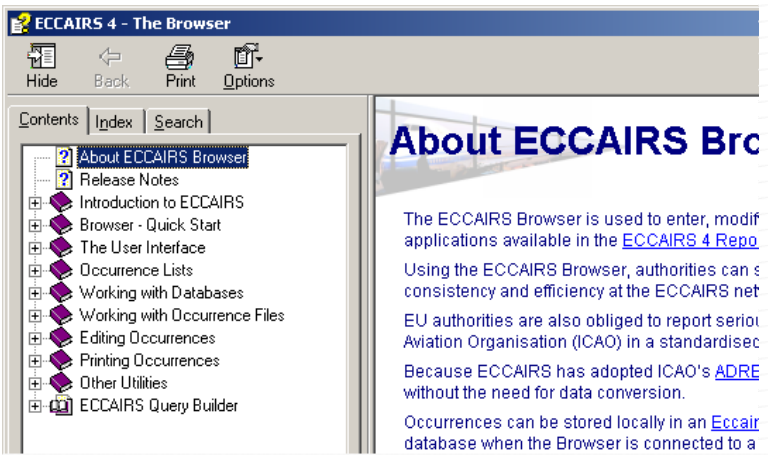 ECCAIRS 4 - The Browser
Hide Back Print Options
Contents Index Search
About ECCAIRS Browser
Release Notes
Introduction to ECCAIRS
Browser - Quick Start
The User Interface
Occurrence Lists
Working with Databases
Working with Occurrence Files
Editing Occurrences
Printing Occurrences
Other Utilities
ECCAIRS Query Builder
About ECCAIRS Bro
The ECCAIRS Browser is used to enter, modif
applications available in the ECCAIRS 4 Repo
Using the ECCAIRS Browser, authorities can s
consistency and efficiency at the ECCAIRS net
EU authorities are also obliged to report seriou
Aviation Organisation (ICAO) in a standardised
Because ECCAIRS has adopted ICAO's ADRE
without the need for data conversion.
Occurrences can be stored locally in an Eccair
database when the Browser is connected to a